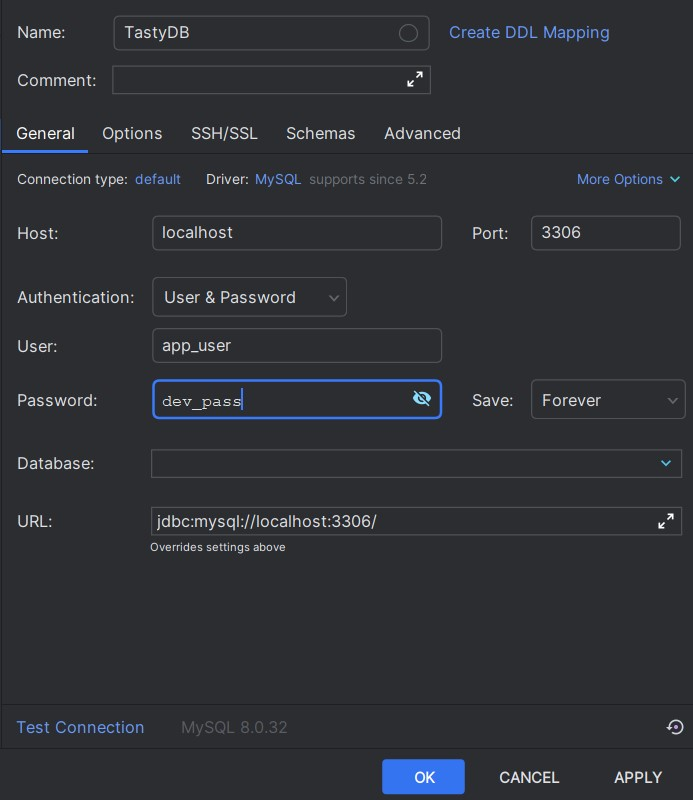 Name: TastyDB Create DDL Mapping
Comment:
General Options SSH/SSL Schemas Advanced
Connection type: default Driver: MySQL supports since 5.2 More Options
Host: localhost Port: 3306
Authentication: User & Password
User: app_user
Password: dev_pass Save: Forever
Database:
URL: jdbc:mysql://localhost:3306/
Overrides settings above
Test Connection MySQL 8.0.32
OK CANCEL APPLY